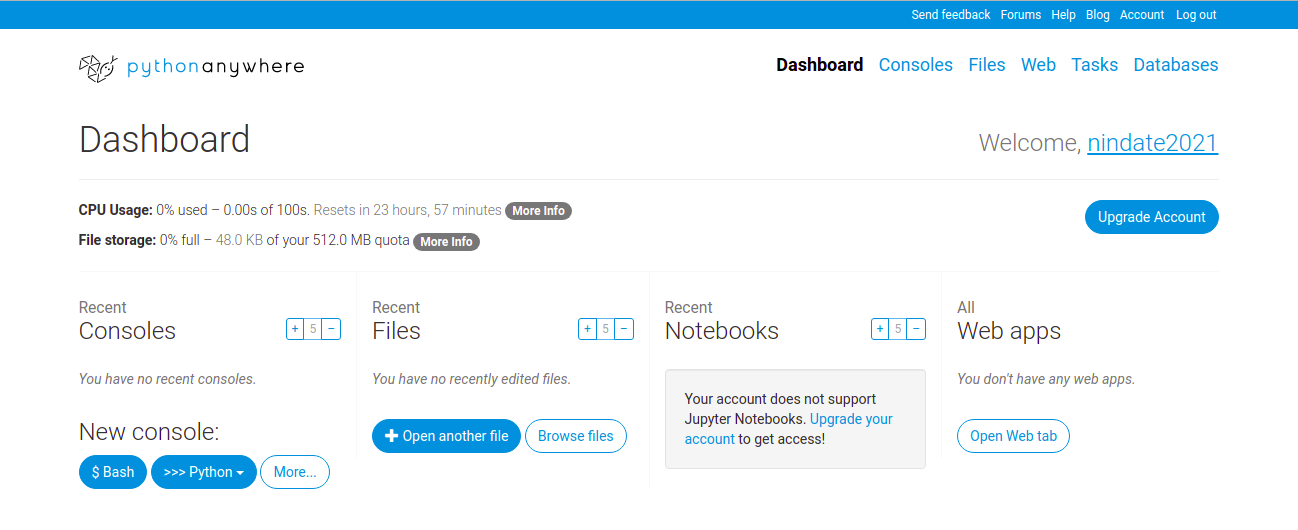 Send feedback Forums Help Blog Account Log out
pythonanywhere
Dashboard Consoles Files Web Tasks Databases
Dashboard
Welcome, nindate2021
CPU Usage: 0% used – 0.00s of 100s. Resets in 23 hours, 57 minutes More Info
Upgrade Account
File storage: 0% full – 48.0 KB of your 512.0 MB quota More Info
Recent
Consoles
+ 5 −
You have no recent consoles.
New console:
$ Bash >>> Python More...
Recent
Files
+ 5 −
You have no recently edited files.
+ Open another file Browse files
Recent
Notebooks
+ 5 −
Your account does not support
Jupyter Notebooks. Upgrade your
account to get access!
All
Web apps
You don't have any web apps.
Open Web tab